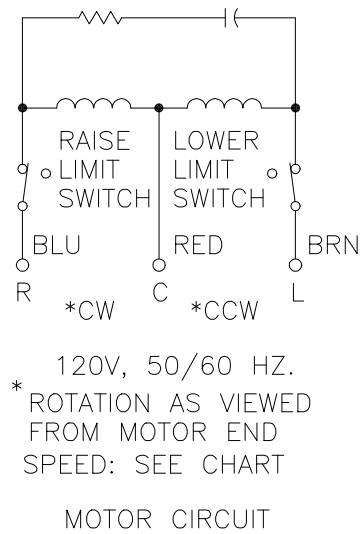 RAISE LOWER
LIMIT LIMIT
SWITCH SWITCH
BLU RED BRN
R C L
*CW *CCW
120V, 50/60 HZ.
* ROTATION AS VIEWED
FROM MOTOR END
SPEED: SEE CHART
MOTOR CIRCUIT